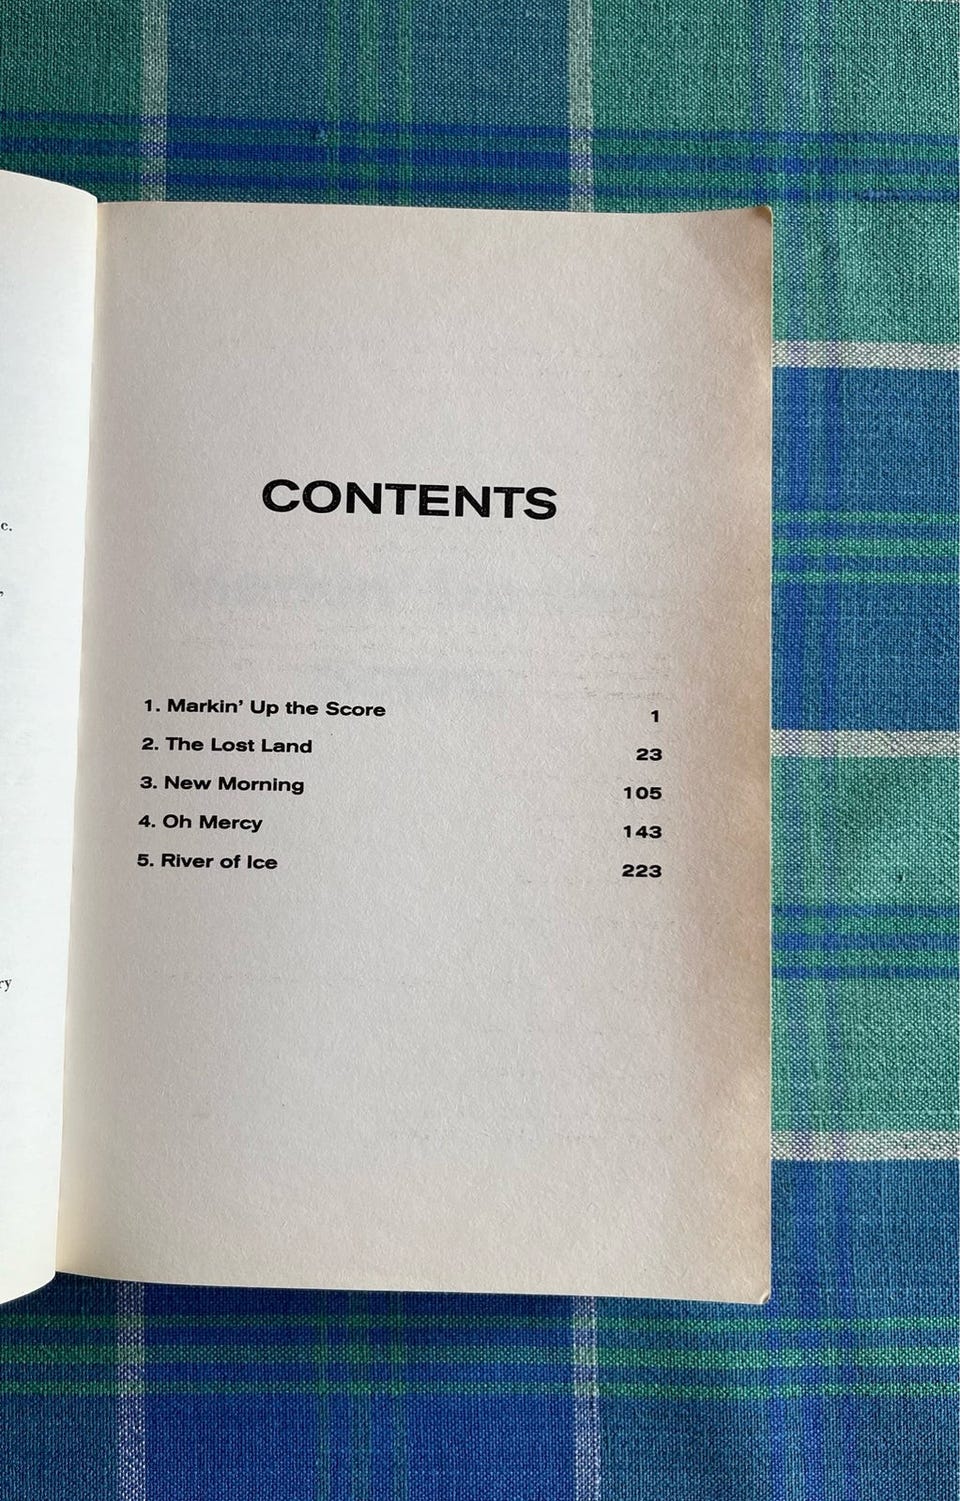 c.
,
ry
CONTENTS
1. Markin’ Up the Score 1
2. The Lost Land 23
3. New Morning 105
4. Oh Mercy 143
5. River of Ice 223